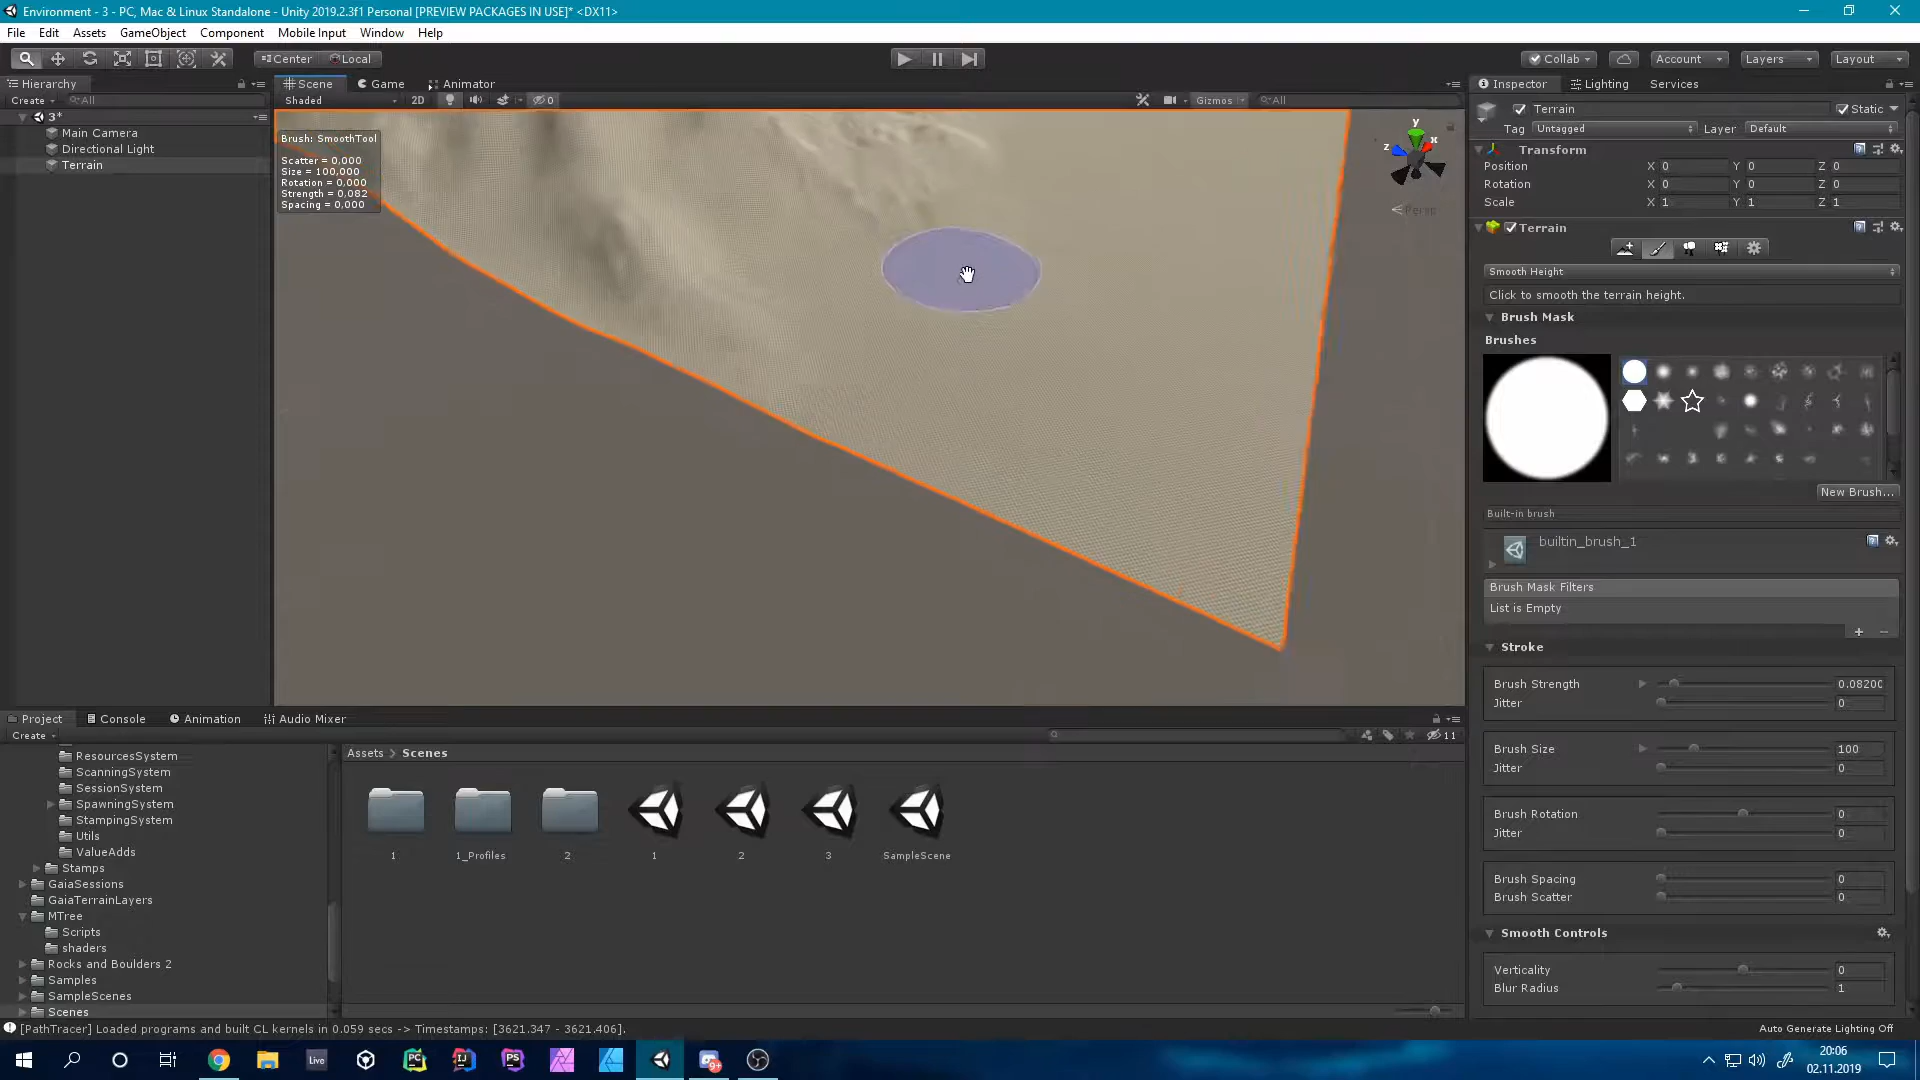 Environment - 3 - PC, Mac & Linux Standalone - Unity 2019.2.3f1 Personal [PREVIEW PACKAGES IN USE]* <DX11>
File Edit Assets GameObject Component Mobile Input Window Help
Center Local Collab Account Layers Layout
Hierarchy
Create All
3*
Main Camera
Directional Light
Terrain
Scene Game Animator
Shaded 2D 0 Gizmos All
Brush: SmoothTool
Scatter = 0,000
Size = 100,000
Rotation = 0,000
Strength = 0,082
Spacing = 0,000
y
x
z
Persp
Inspector Lighting Services
Terrain Static
Tag Untagged Layer Default
Transform
Position X 0 Y 0 Z 0
Rotation X 0 Y 0 Z 0
Scale X 1 Y 1 Z 1
Terrain
Smooth Height
Click to smooth the terrain height.
Brush Mask
Brushes
New Brush...
Built-in brush
builtin_brush_1
Brush Mask Filters
List is Empty
+ −
Stroke
Brush Strength 0.0820
Jitter 0
Brush Size 100
Jitter 0
Brush Rotation 0
Jitter 0
Brush Spacing 0
Brush Scatter 0
Smooth Controls
Verticality 0
Blur Radius 1
Project Console Animation Audio Mixer
Create 11
ResourcesSystem
ScanningSystem
SessionSystem
SpawningSystem
StampingSystem
Utils
ValueAdds
Stamps
GaiaSessions
GaiaTerrainLayers
MTree
Scripts
shaders
Rocks and Boulders 2
Samples
SampleScenes
Scenes
Assets > Scenes
1 1_Profiles 2 1 2 3 SampleScene
[PathTracer] Loaded programs and built CL kernels in 0.059 secs -> Timestamps: [3621.347 - 3621.406].
Auto Generate Lighting Off
Live PC IJ PS 9+
20:06
02.11.2019